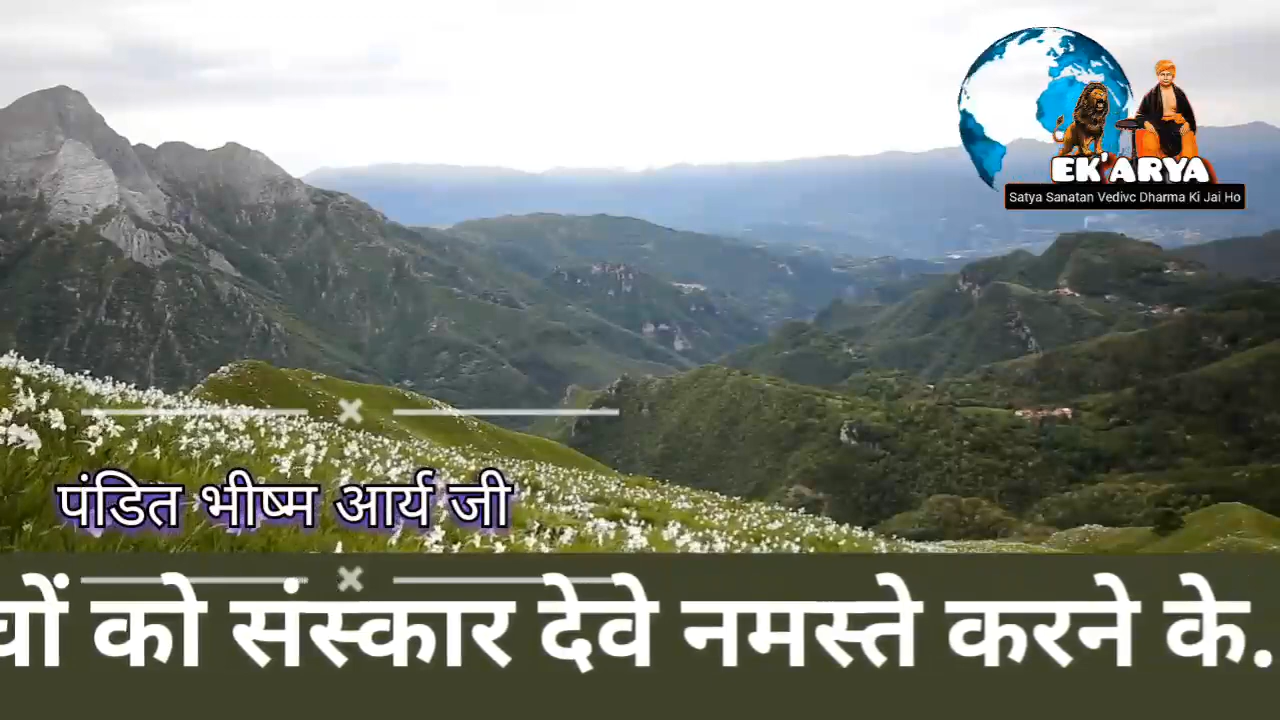 EK'ARYA
Satya Sanatan Vedivc Dharma Ki Jai Ho
पंडित भीष्म आर्य जी
को संस्कार देवे नमस्ते करने के.